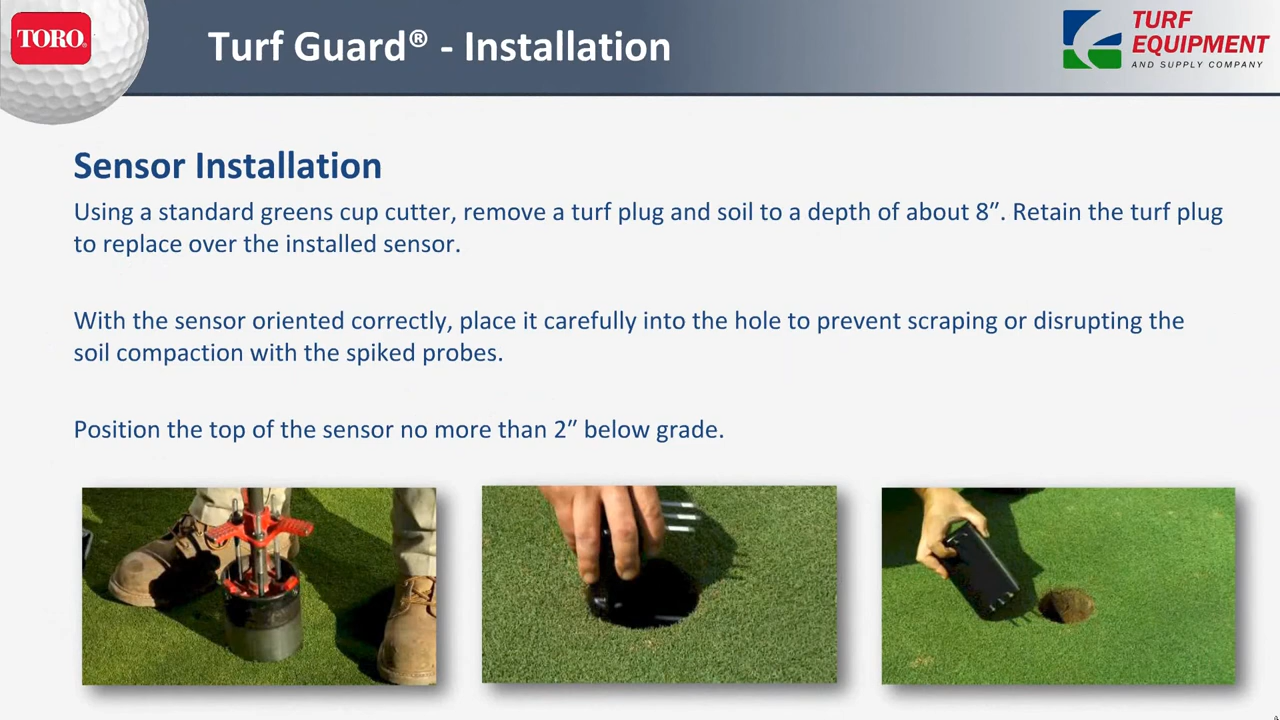 TORO
Turf Guard® - Installation
TURF
EQUIPMENT
AND SUPPLY COMPANY
Sensor Installation
Using a standard greens cup cutter, remove a turf plug and soil to a depth of about 8”. Retain the turf plug
to replace over the installed sensor.
With the sensor oriented correctly, place it carefully into the hole to prevent scraping or disrupting the
soil compaction with the spiked probes.
Position the top of the sensor no more than 2” below grade.